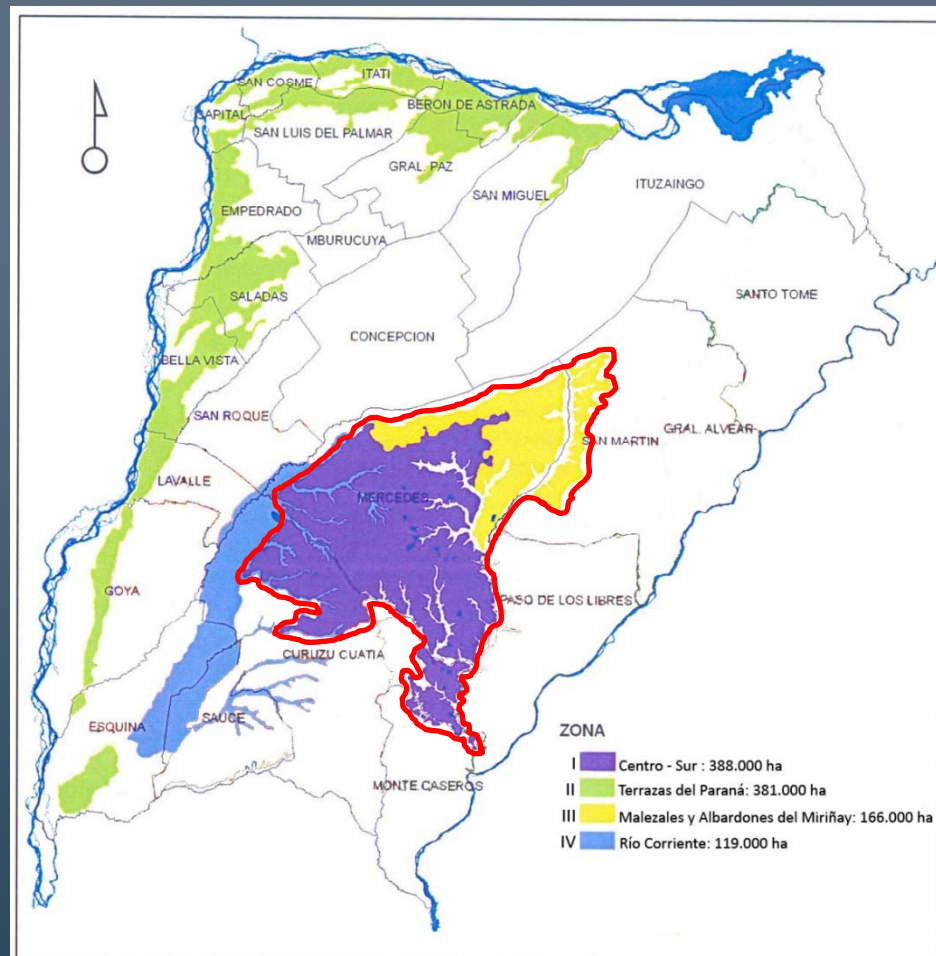 ITATI
SAN COSME
BERON DE ASTRADA
CAPITAL
SAN LUIS DEL PALMAR
GRAL. PAZ
ITUZAINGO
SAN MIGUEL
EMPEDRADO
MBURUCUYA
SANTO TOME
SALADAS
CONCEPCION
BELLA VISTA
SAN ROQUE
GRAL. ALVEAR
SAN MARTIN
LAVALLE
MERCEDES
GOYA
PASO DE LOS LIBRES
CURUZU CUATIA
SAUCE
ESQUINA
MONTE CASEROS
ZONA
I Centro - Sur : 388.000 ha
II Terrazas del Paraná: 381.000 ha
III Malezales y Albardones del Miriñay: 166.000 ha
IV Río Corriente: 119.000 ha